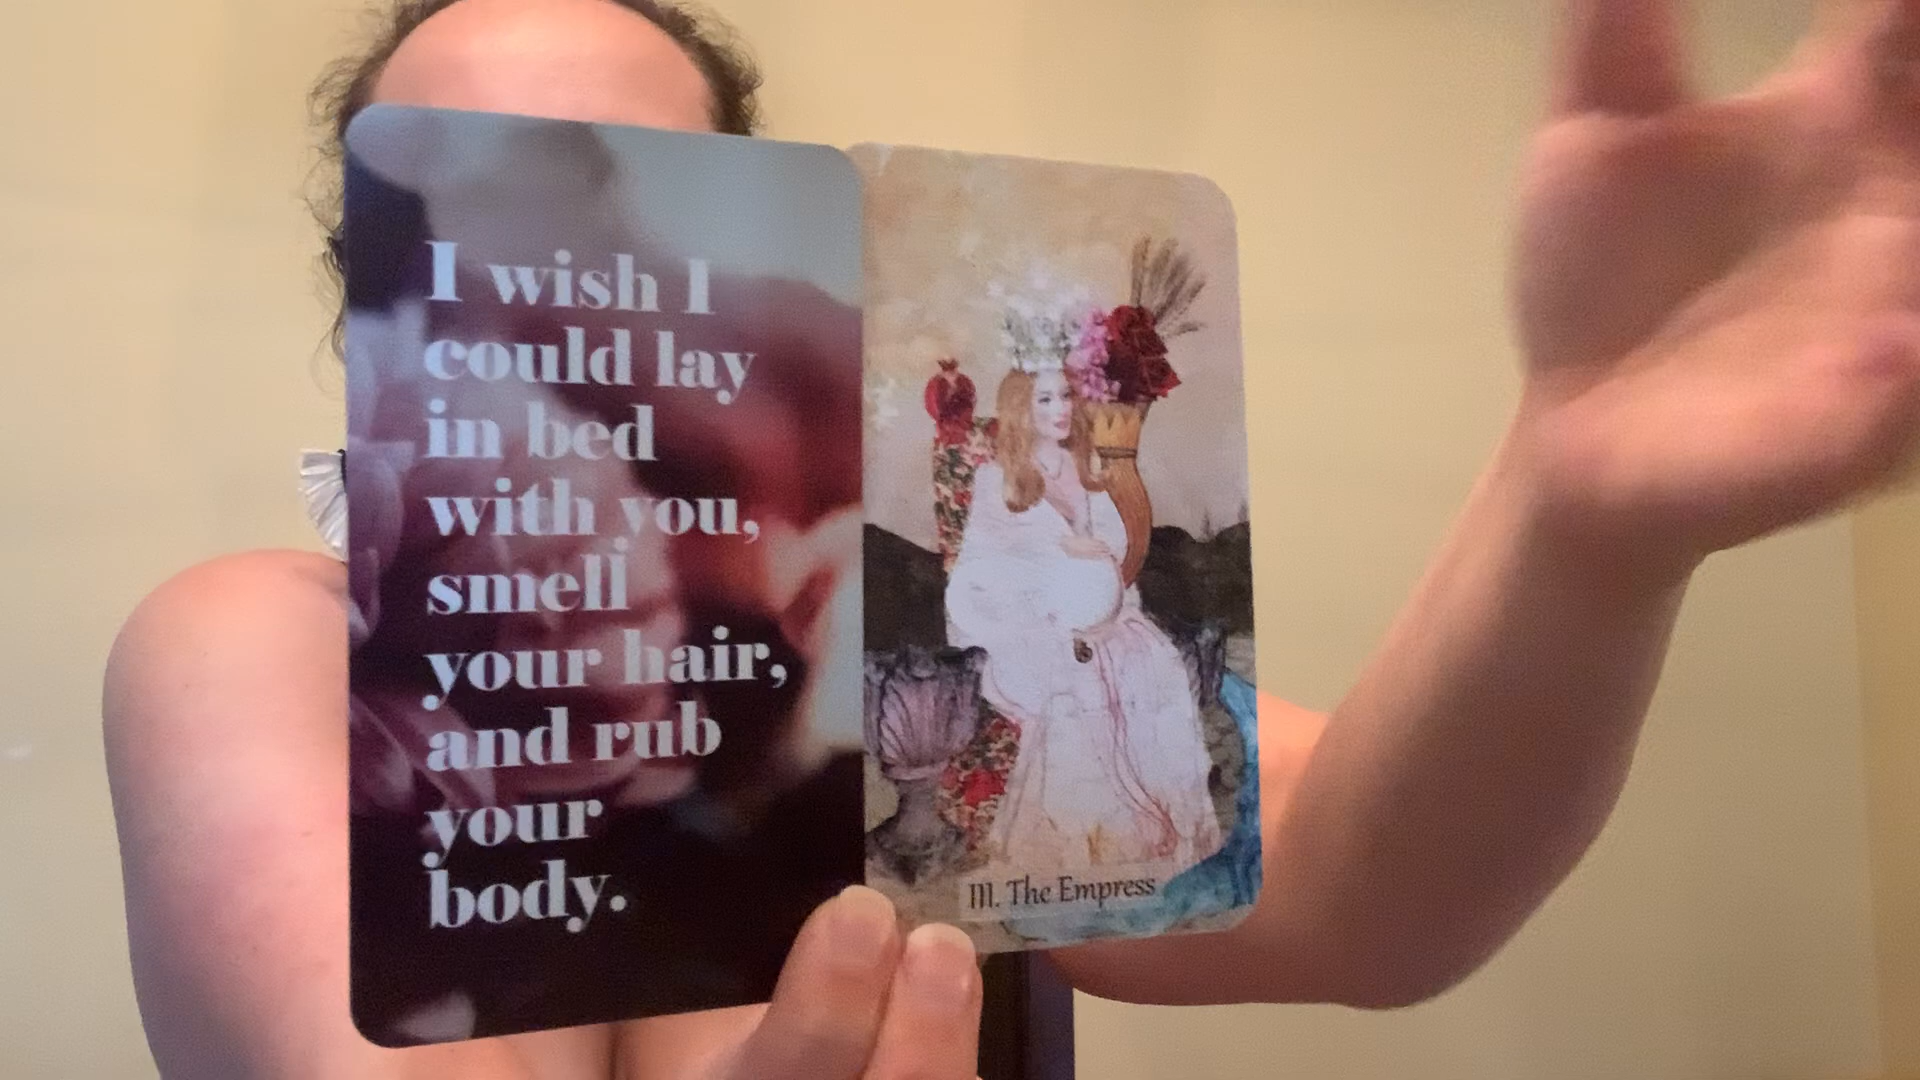 I wish I
could lay
in bed
with you,
smell
your hair,
and rub
your
body.
III. The Empress